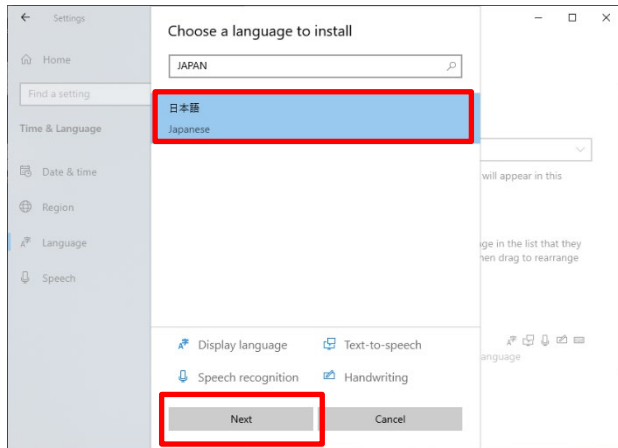 Settings
Choose a language to install
Home
JAPAN
Find a setting
日本語
Japanese
Time & Language
Date & time
will appear in this
Region
Language
age in the list that they
hen drag to rearrange
Speech
Display language
Text-to-speech
anguage
Speech recognition
Handwriting
Next
Cancel